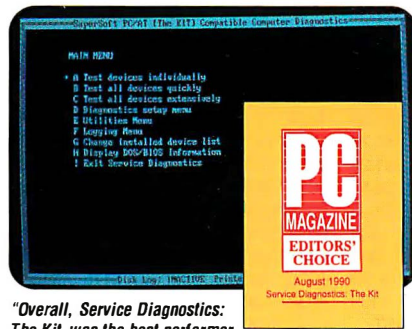 SuperSoft PC/AT (The KIT) Compatible Computer Diagnostics
MAIN MENU
A Test devices individually
B Test all devices quickly
C Test all devices extensively
D Diagnostics setup menu
E Utilities Menu
F Logging Menu
G Change installed device list
H Display DOS/BIOS Information
! Exit Service Diagnostics
Disk Log: INACTIVE
PC
MAGAZINE
EDITORS'
CHOICE
August 1990
Service Diagnostics: The Kit
"Overall, Service Diagnostics:
The Kit was the best performer